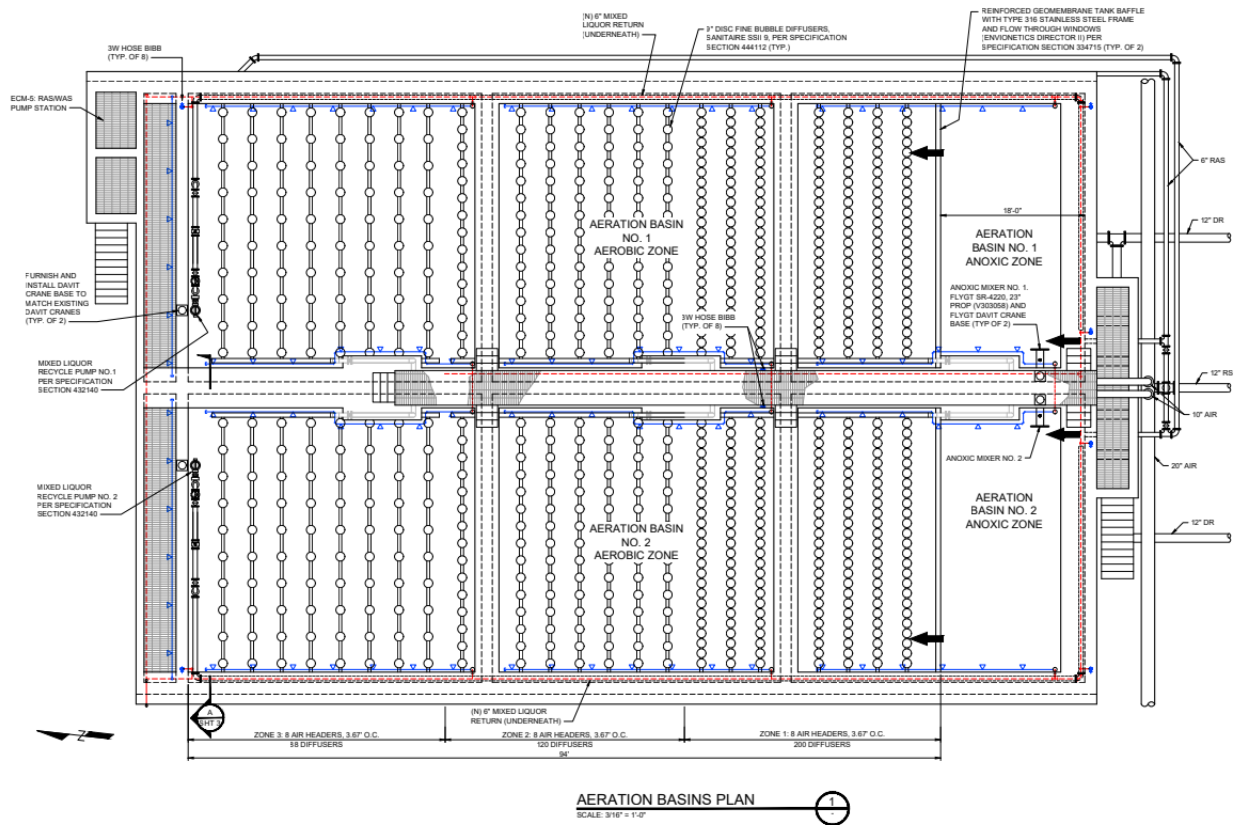 (N) 6" MIXED
LIQUOR RETURN
(UNDERNEATH)
9" DISC FINE BUBBLE DIFFUSERS,
SANITAIRE SSII 9, PER SPECIFICATION
SECTION 444112 (TYP.)
REINFORCED GEOMEMBRANE TANK BAFFLE
WITH TYPE 316 STAINLESS STEEL FRAME
AND FLOW THROUGH WINDOWS
(ENVIONETICS DIRECTOR II) PER
SPECIFICATION SECTION 334715 (TYP. OF 2)
3W HOSE BIBB
(TYP. OF 8)
ECM-5: RAS/WAS
PUMP STATION
6" RAS
18'-0"
12" DR
AERATION BASIN
NO. 1
AEROBIC ZONE
AERATION
BASIN NO. 1
ANOXIC ZONE
FURNISH AND
INSTALL DAVIT
CRANE BASE TO
MATCH EXISTING
DAVIT CRANES
(TYP. OF 2)
ANOXIC MIXER NO. 1.
FLYGT SR-4220, 23"
PROP (V303058) AND
FLYGT DAVIT CRANE
BASE (TYP OF 2)
3W HOSE BIBB
(TYP. OF 8)
MIXED LIQUOR
RECYCLE PUMP NO.1
PER SPECIFICATION
SECTION 432140
12" RS
10" AIR
ANOXIC MIXER NO. 2
20" AIR
MIXED LIQUOR
RECYCLE PUMP NO. 2
PER SPECIFICATION
SECTION 432140
AERATION BASIN
NO. 2
AEROBIC ZONE
AERATION
BASIN NO. 2
ANOXIC ZONE
12" DR
(N) 6" MIXED LIQUOR
RETURN (UNDERNEATH)
A
SHT 3
Z
ZONE 3: 8 AIR HEADERS, 3.67' O.C.
ZONE 2: 8 AIR HEADERS, 3.67' O.C.
ZONE 1: 8 AIR HEADERS, 3.67' O.C.
120 DIFFUSERS
200 DIFFUSERS
94'
AERATION BASINS PLAN
1
-
SCALE: 3/16" = 1'-0"